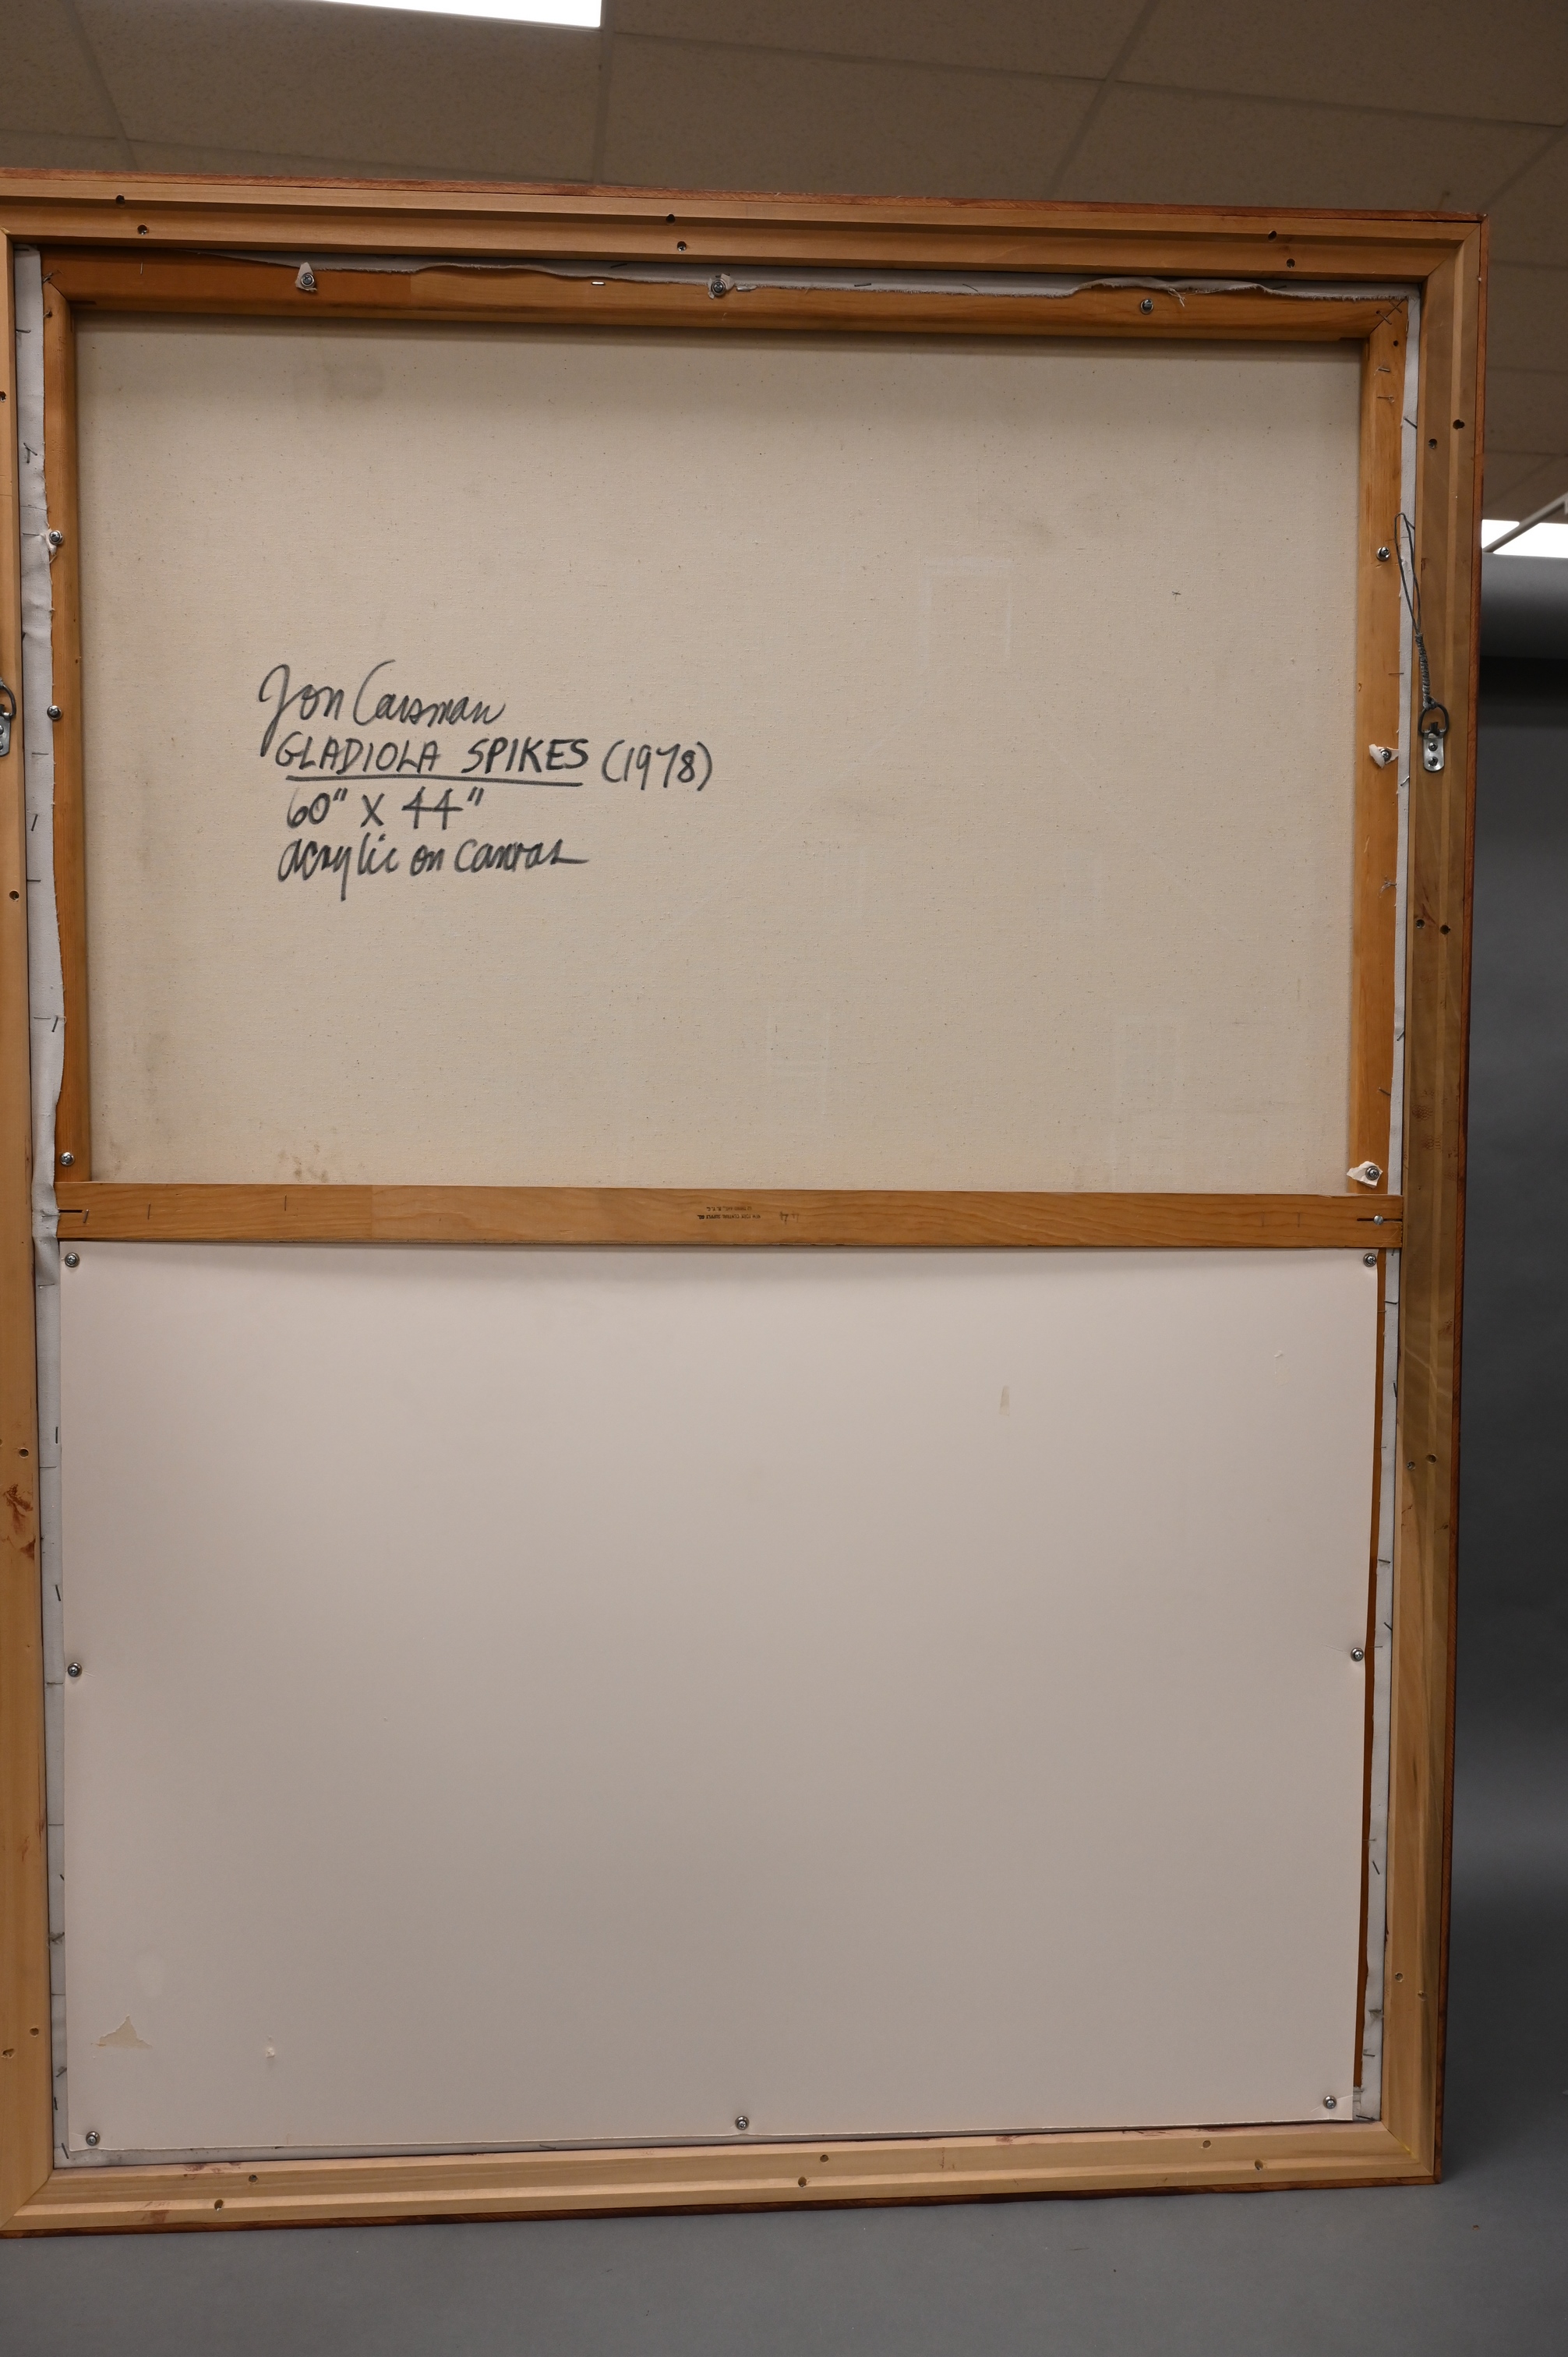 Jon Carsman
GLADIOLA SPIKES (1978)
60" X 44"
acrylic on canvas